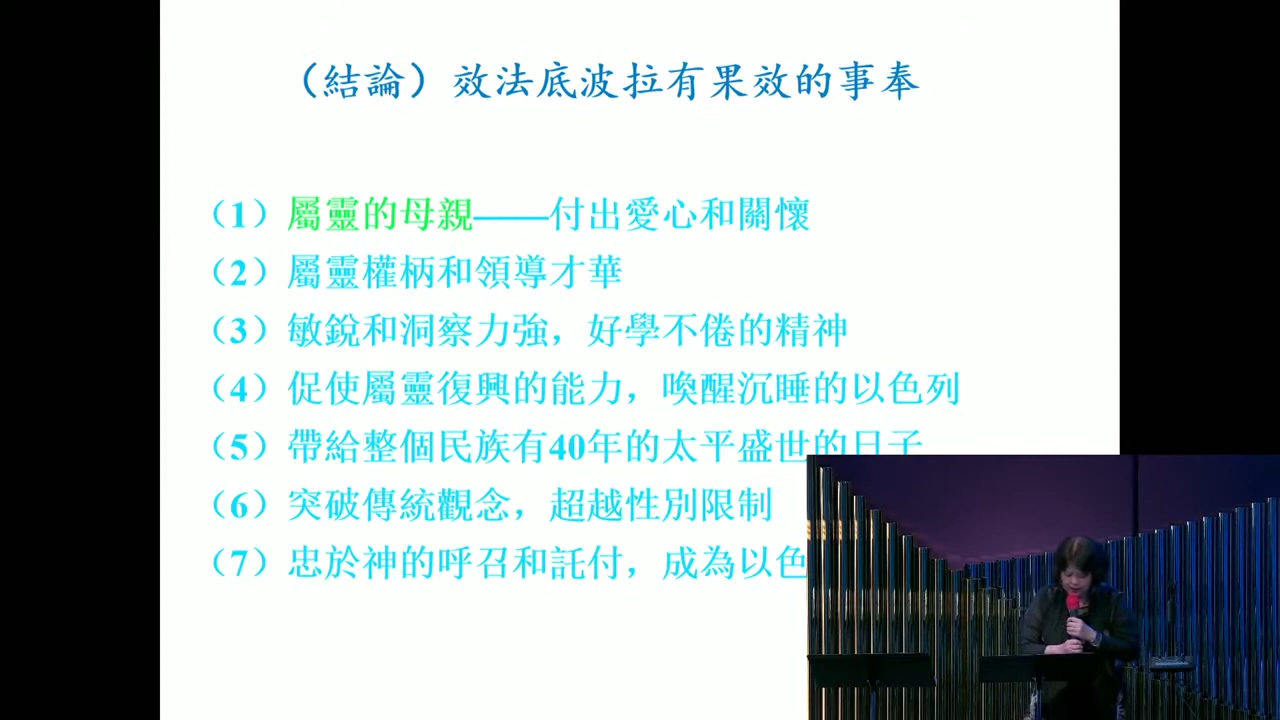 （結論）效法底波拉有果效的事奉
（1）屬靈的母親——付出愛心和關懷
（2）屬靈權柄和領導才華
（3）敏銳和洞察力強，好學不倦的精神
（4）促使屬靈復興的能力，喚醒沉睡的以色列
（5）帶給整個民族有40年的太平盛世的日子
（6）突破傳統觀念，超越性別限制
（7）忠於神的呼召和託付，成為以色